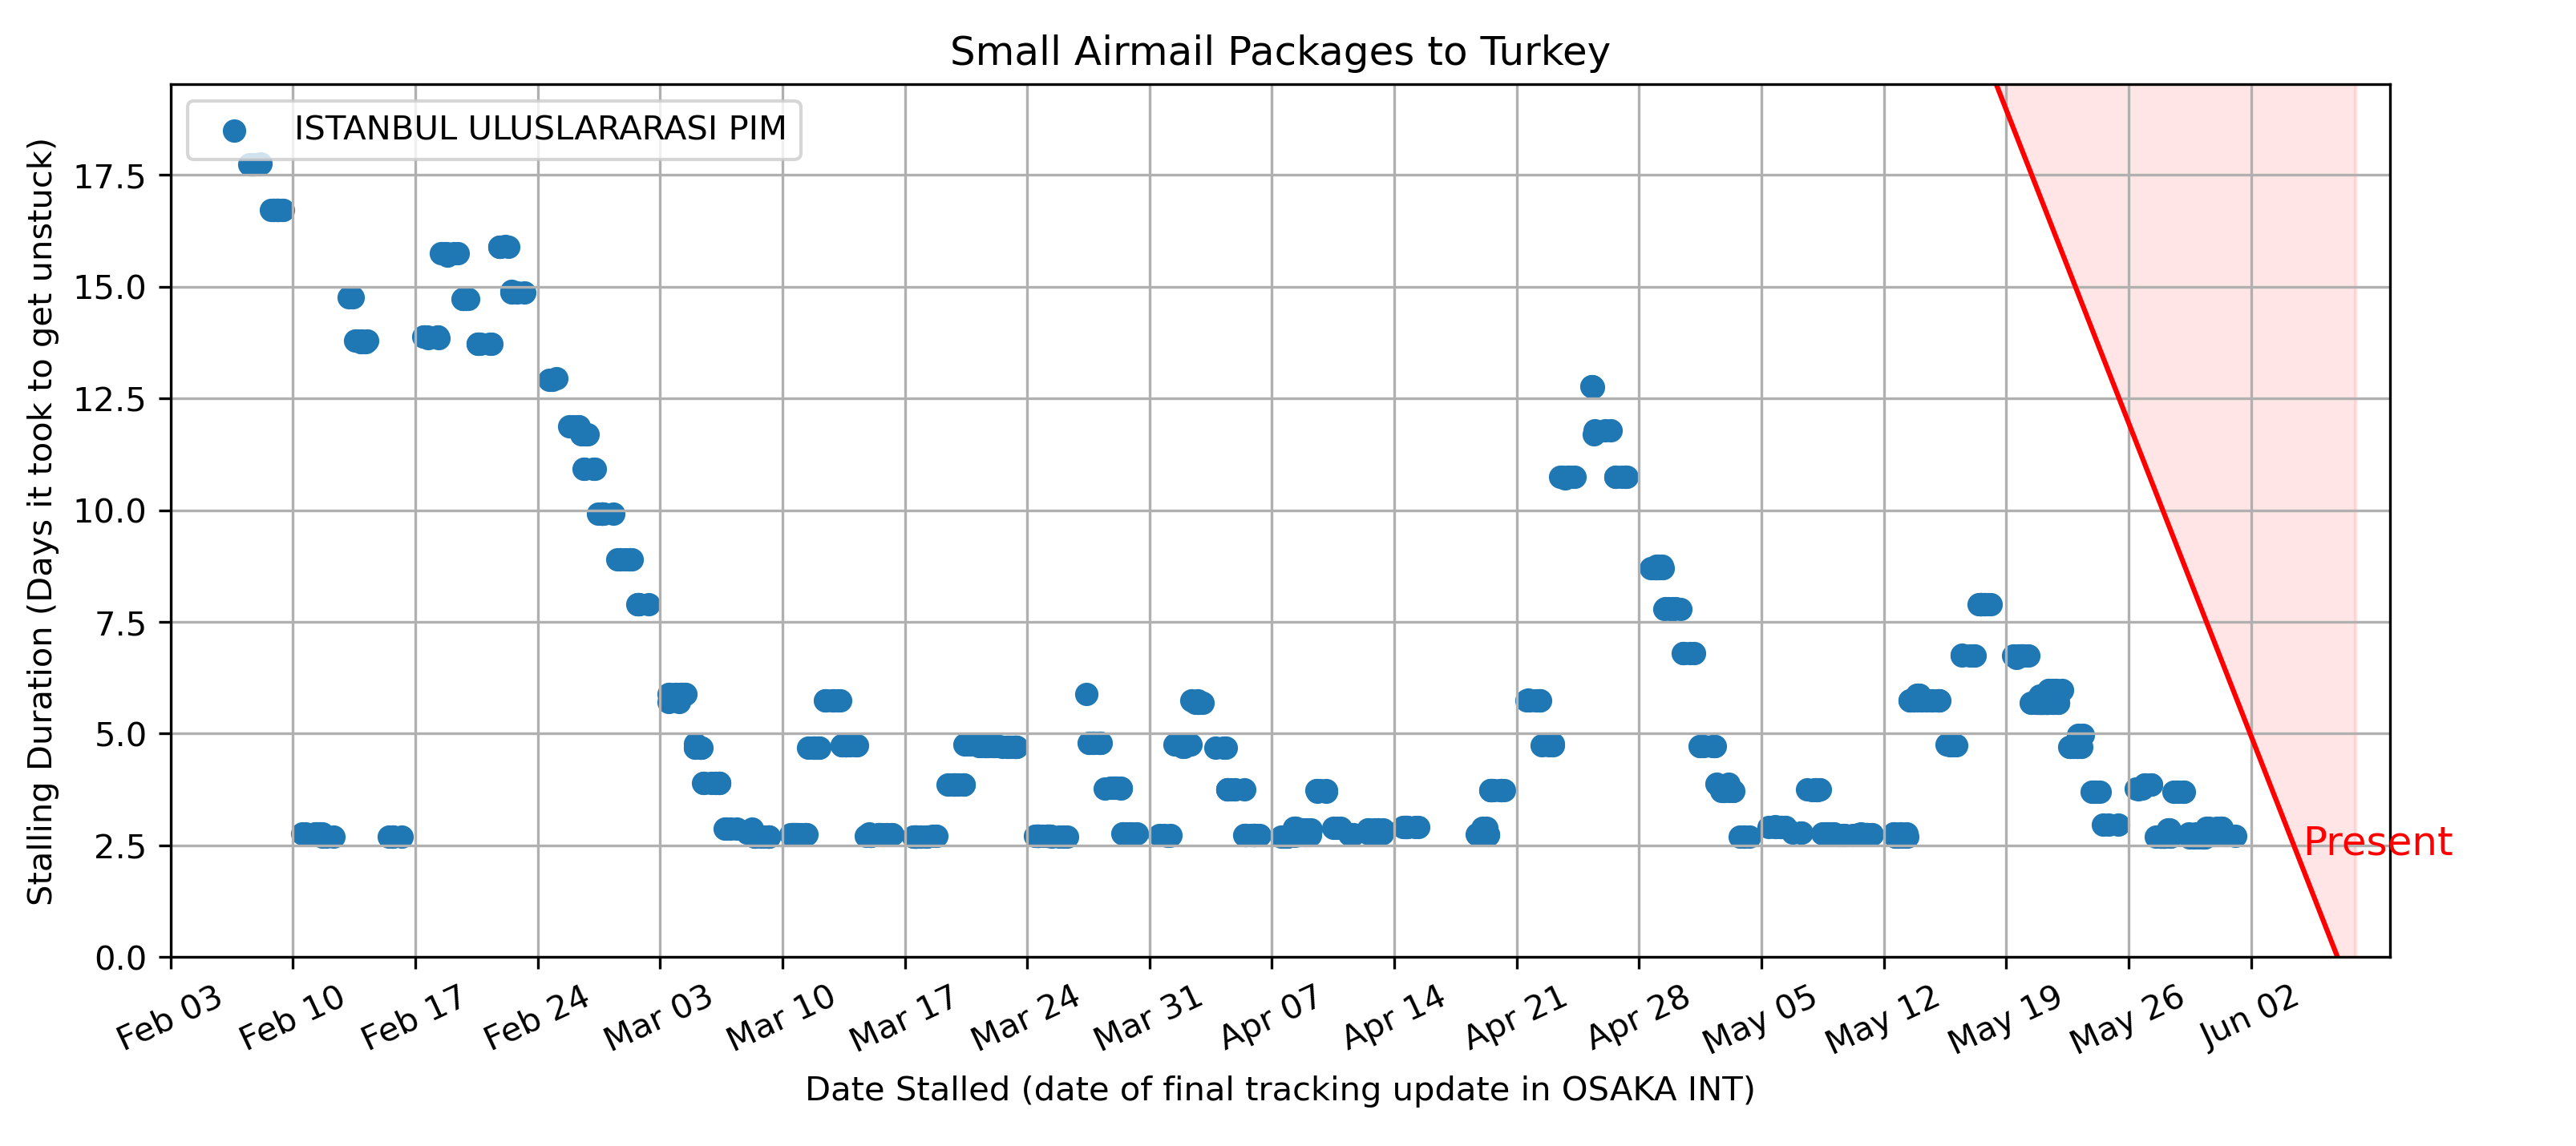 Small Airmail Packages to Turkey
ISTANBUL ULUSLARARASI PIM
Stalling Duration (Days it took to get unstuck)
17.5
15.0
12.5
10.0
7.5
5.0
2.5
0.0
Present
Feb 03
Feb 10
Feb 17
Feb 24
Mar 03
Mar 10
Mar 17
Mar 24
Mar 31
Apr 07
Apr 14
Apr 21
Apr 28
May 05
May 12
May 19
May 26
Jun 02
Date Stalled (date of final tracking update in OSAKA INT)